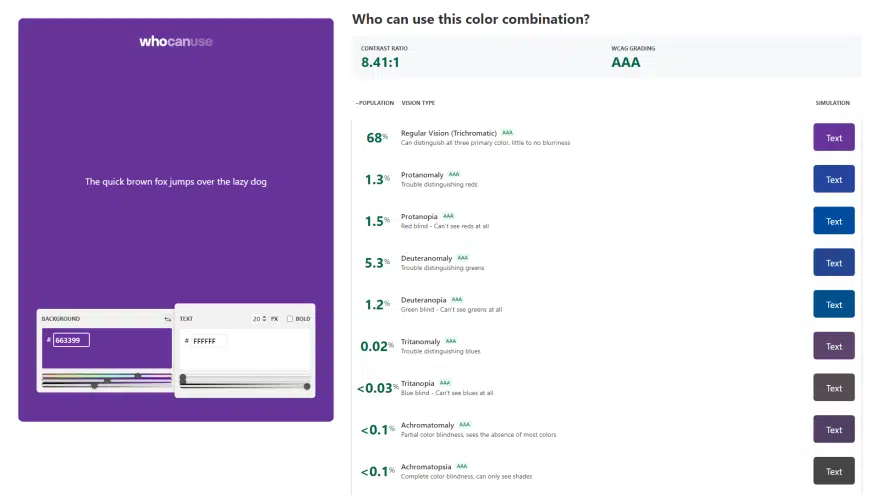 whocanuse
The quick brown fox jumps over the lazy dog
BACKGROUND
# 663399
TEXT 20 PX BOLD
# FFFFFF
Who can use this color combination?
CONTRAST RATIO WCAG GRADING
8.41:1 AAA
~POPULATION VISION TYPE SIMULATION
68% Regular Vision (Trichromatic) AAA Text
Can distinguish all three primary color, little to no blurriness
1.3% Protanomaly AAA Text
Trouble distinguishing reds
1.5% Protanopia AAA Text
Red blind - Can't see reds at all
5.3% Deuteranomaly AAA Text
Trouble distinguishing greens
1.2% Deuteranopia AAA Text
Green blind - Can't see greens at all
0.02% Tritanomaly AAA Text
Trouble distinguishing blues
<0.03% Tritanopia AAA Text
Blue blind - Can't see blues at all
<0.1% Achromatomaly AAA Text
Partial color blindness, sees the absence of most colors
<0.1% Achromatopsia AAA Text
Complete color blindness, can only see shades